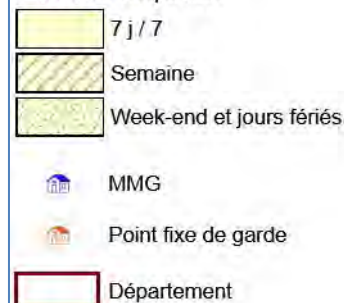 7 j / 7
Semaine
Week-end et jours fériés
MMG
Point fixe de garde
Département